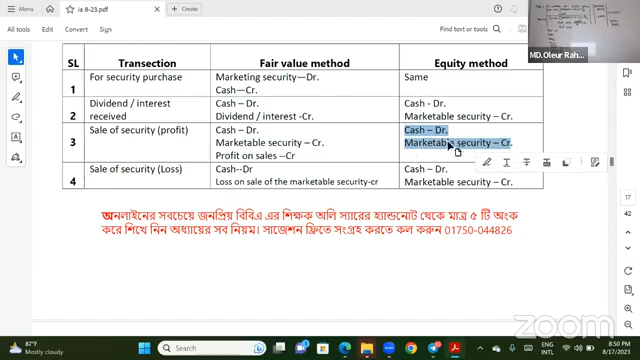 ia 8-23.pdf
Create
Edit
Convert
E-Sign
Find text or tools
MD.Oleur Rah...
SL
Transection
Fair value method
Equity method
1
For security purchase
Marketing security—Dr.
Cash—Cr.
Same
2
Dividend / interest
received
Cash – Dr.
Dividend / interest -Cr.
Cash - Dr.
Marketable security – Cr.
3
Sale of security (profit)
Cash – Dr.
Marketable security – Cr.
Profit on sales --Cr
Cash – Dr.
Marketable security – Cr.
4
Sale of security (Loss)
Cash--Dr
Loss on sale of the marketable security-cr
Cash – Dr.
Marketable security – Cr.
অনলাইনের সবচেয়ে জনপ্রিয় বিবিএ এর শিক্ষক অলি স্যারের হ্যান্ডনোট থেকে মাত্র ৫ টি অংক
করে শিখে নিন অধ্যায়ের সব নিয়ম। সাজেশন ফ্রিতে সংগ্রহ করতে কল করুন 01750-044826
17
42
zoom
87°F
Mostly cloudy
Search
ENG
INTL
8:50 PM
8/17/2023